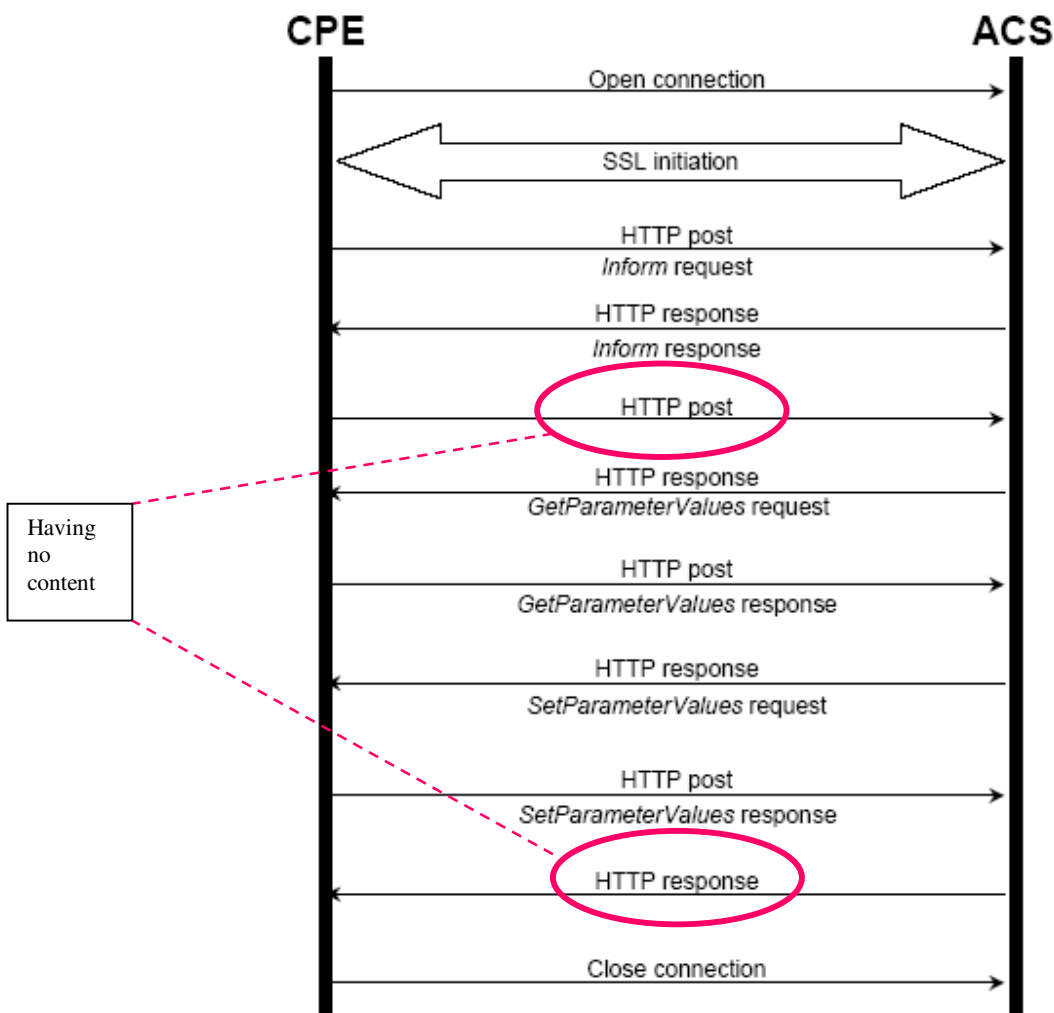 CPE
ACS
Open connection
SSL initiation
HTTP post
Inform request
HTTP response
Inform response
HTTP post
HTTP response
GetParameterValues request
Having
no
content
HTTP post
GetParameterValues response
HTTP response
SetParameterValues request
HTTP post
SetParameterValues response
HTTP response
Close connection